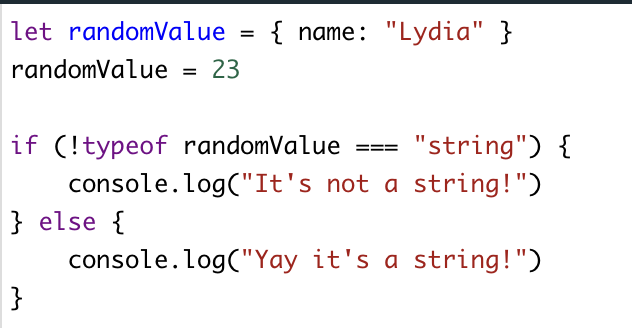 let randomValue = { name: "Lydia" }
randomValue = 23
if (!typeof randomValue === "string") {
    console.log("It's not a string!")
} else {
    console.log("Yay it's a string!")
}